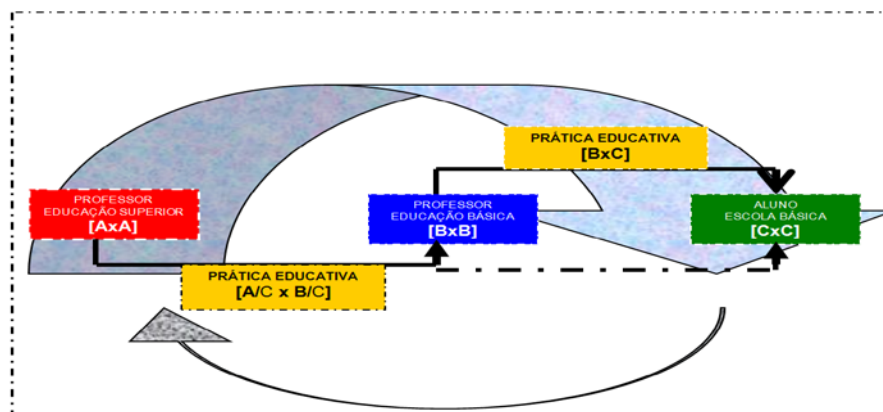 PRÁTICA EDUCATIVA
[BxC]
PROFESSOR
EDUCAÇÃO SUPERIOR
[AxA]
PROFESSOR
EDUCAÇÃO BÁSICA
[BxB]
ALUNO
ESCOLA BÁSICA
[CxC]
PRÁTICA EDUCATIVA
[A/C x B/C]